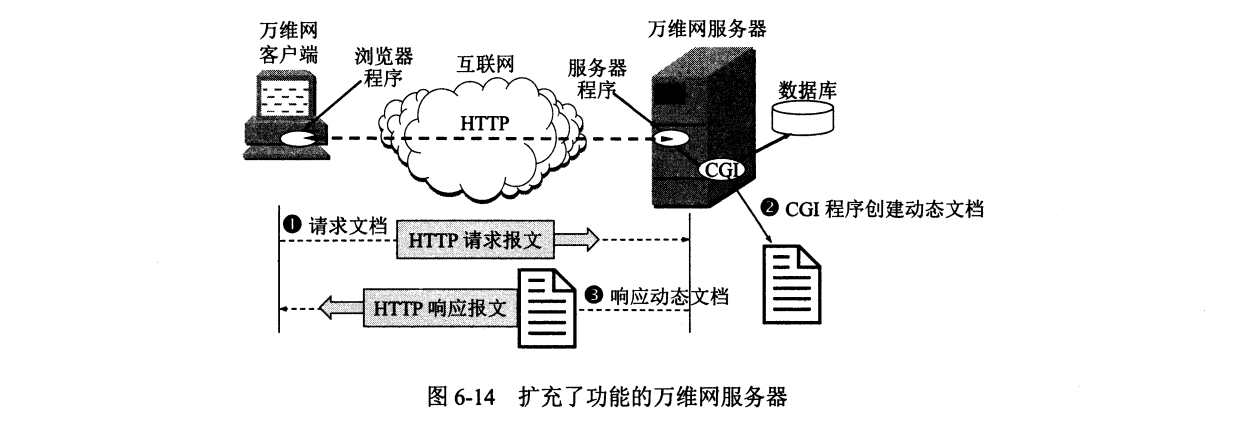 万维网
客户端
浏览器
程序
互联网
HTTP
服务器
程序
万维网服务器
数据库
CGI
❶ 请求文档
HTTP 请求报文
❷ CGI 程序创建动态文档
HTTP 响应报文
❸ 响应动态文档
图 6-14 扩充了功能的万维网服务器